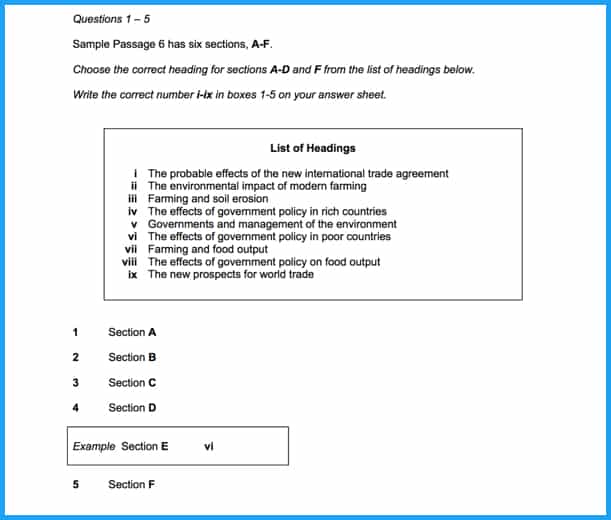 Questions 1 – 5
Sample Passage 6 has six sections, A-F.
Choose the correct heading for sections A-D and F from the list of headings below.
Write the correct number i-ix in boxes 1-5 on your answer sheet.
List of Headings
i The probable effects of the new international trade agreement
ii The environmental impact of modern farming
iii Farming and soil erosion
iv The effects of government policy in rich countries
v Governments and management of the environment
vi The effects of government policy in poor countries
vii Farming and food output
viii The effects of government policy on food output
ix The new prospects for world trade
1 Section A
2 Section B
3 Section C
4 Section D
Example Section E vi
5 Section F